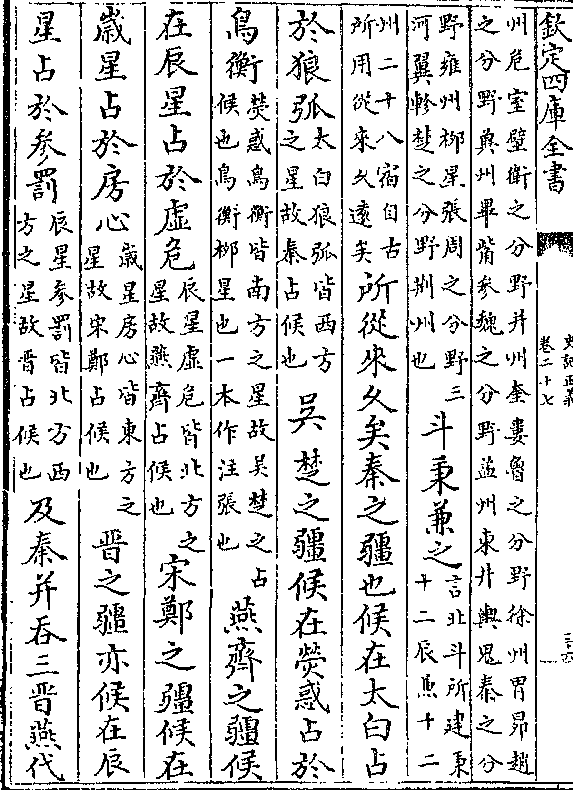 欽定四庫全書
史記正義
卷二十七
州危室壁衛之分野并州奎婁魯之分野徐州胃昴趙
之分野冀州畢觜參魏之分野益州東井輿鬼秦之分
野雍州柳星張周之分野三
河翼軫楚之分野荆州也
斗秉兼之
言北斗所建秉
十二辰馬十二
州二十八宿自古
所用從來久遠矣
所從來久矣秦之疆也候在太白占
於狼弧
太白狼弧皆西方
之星故秦占候也
吳楚之疆候在熒惑占於
鳥衡
熒惑鳥衡皆南方之星故吴楚之占
候也鳥衡柳星也一本作注張也
燕齊之疆候
在辰星占於虛危
辰星虛危皆北方之
星故燕齊占候也
宋鄭之疆候在
歲星占於房心
歲星房心皆東方之
星故宋鄭占候也
晋之疆亦候在辰
星占於參罰
辰星參罰皆北方西
方之星故晋占候也
及秦并吞三晋燕代